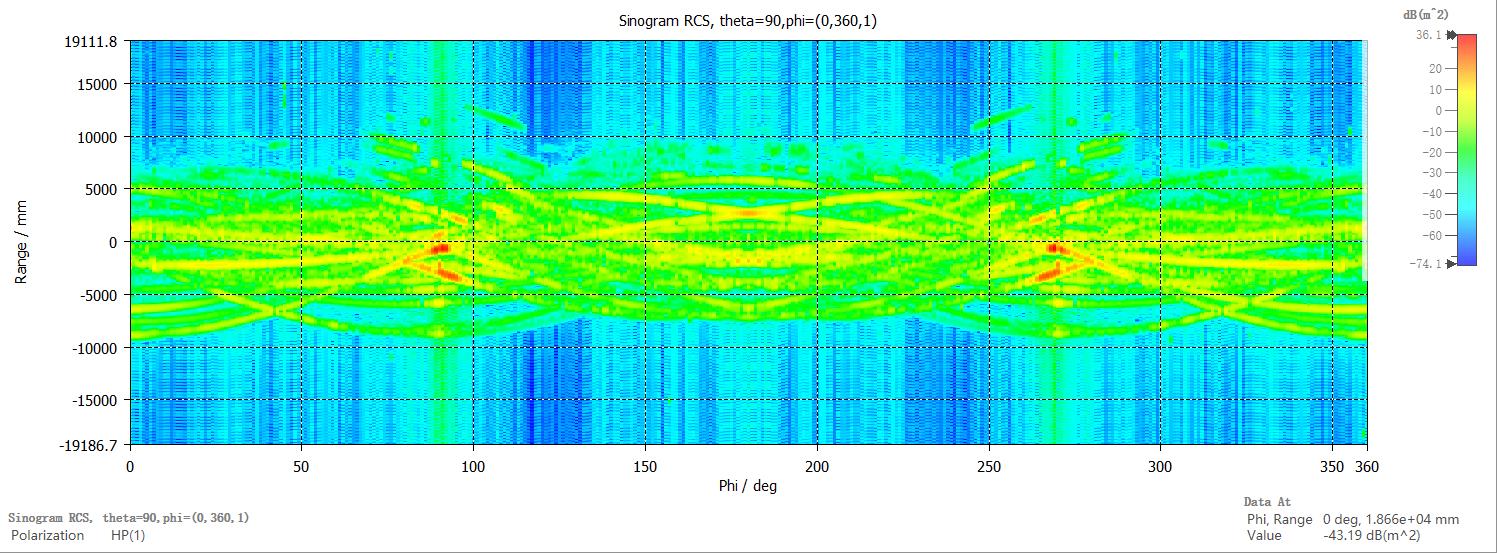 Sinogram RCS, theta=90,phi=(0,360,1)
dB(m^2)
36.1
20
10
0
-10
-20
-30
-40
-50
-60
-74.1
19111.8
15000
10000
5000
0
-5000
-10000
-15000
-19186.7
Range / mm
0 50 100 150 200 250 300 350 360
Phi / deg
Sinogram RCS, theta=90,phi=(0,360,1)
Polarization HP(1)
Data At
Phi, Range 0 deg, 1.866e+04 mm
Value -43.19 dB(m^2)